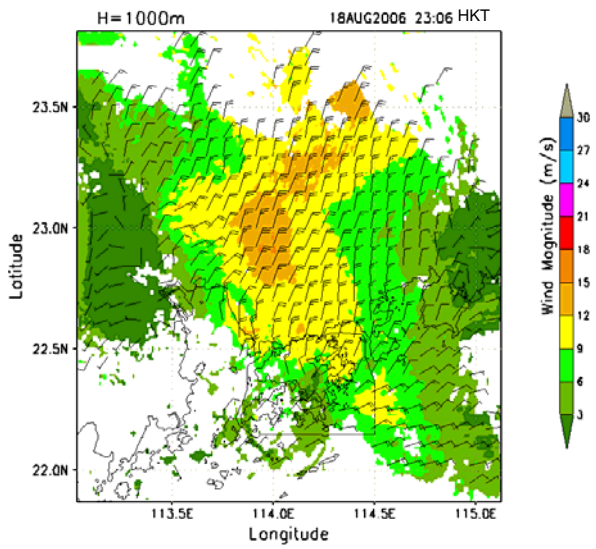 H=1000m 18AUG2006 23:06 HKT
23.5N
23.0N
22.5N
22.0N
Latitude
113.5E 114.0E 114.5E 115.0E
Longitude
30
27
24
21
18
15
12
9
6
3
Wind Magnitude (m/s)